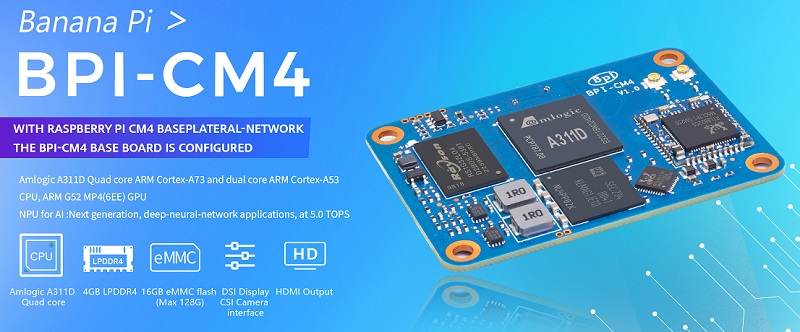 Banana Pi >
BPI-CM4
WITH RASPBERRY PI CM4 BASEPLATERAL-NETWORK
THE BPI-CM4 BASE BOARD IS CONFIGURED
Amlogic A311D Quad core ARM Cortex-A73 and dual core ARM Cortex-A53
CPU, ARM G52 MP4(6EE) GPU
NPU for AI :Next generation, deep-neural-network applications, at 5.0 TOPS
CPU
LPDDR4
eMMC
HD
Amlogic A311D
Quad core
4GB LPDDR4
16GB eMMC flash
(Max 128G)
DSI Display
CSI Camera
interface
HDMI Output
Bpi
BPI-CM4
V1.0
amlogic
A311D
Rayson
1R0
1R0